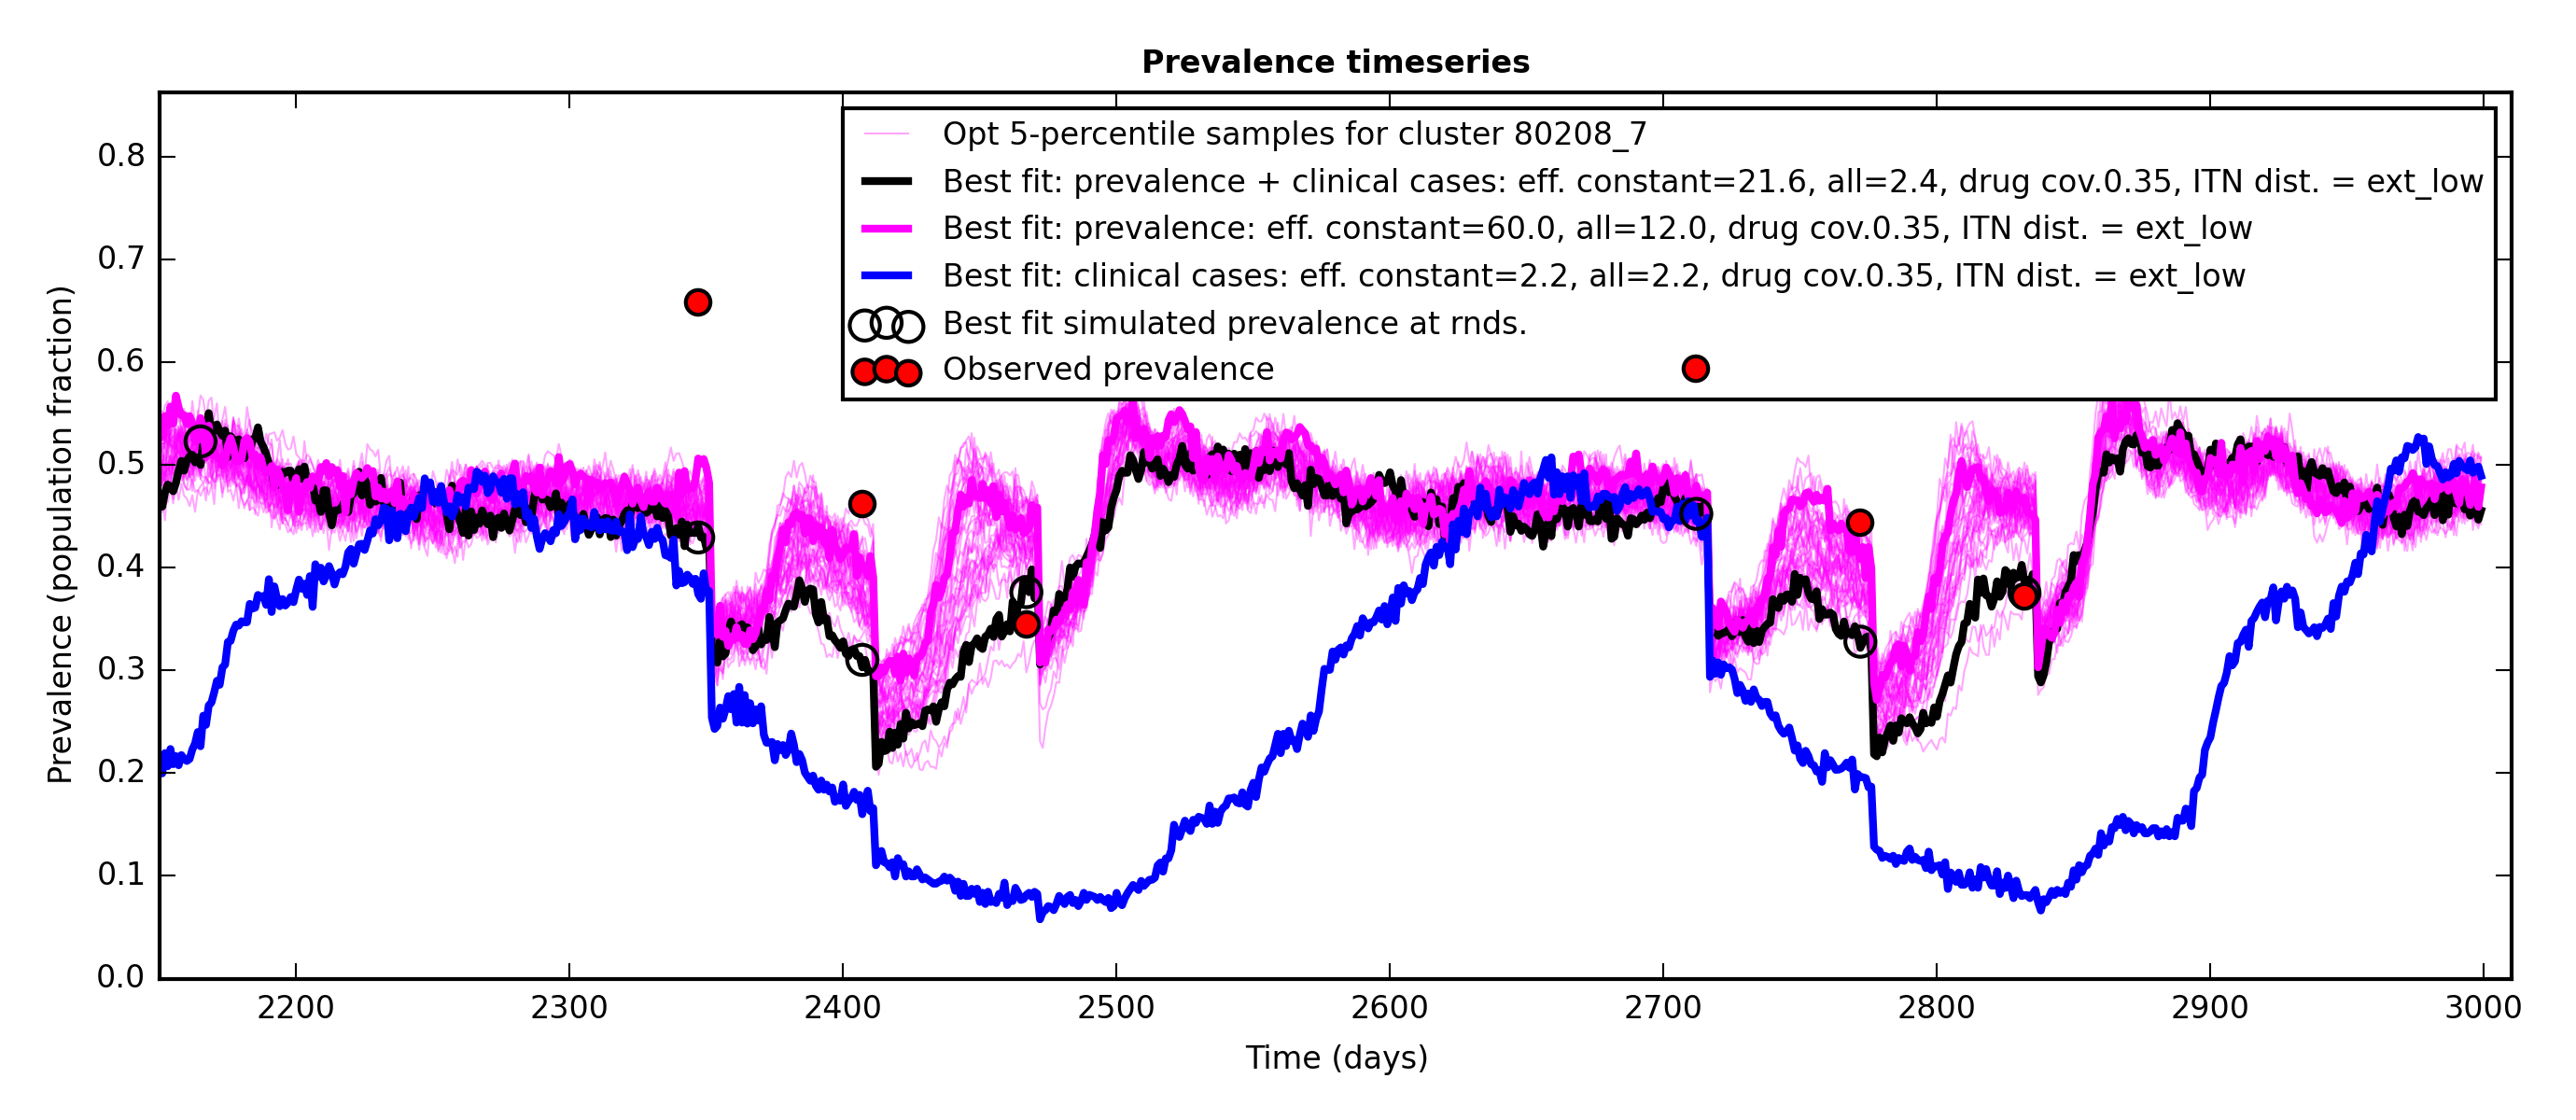 Prevalence timeseries
Opt 5-percentile samples for cluster 80208_7
Best fit: prevalence + clinical cases: eff. constant=21.6, all=2.4, drug cov.0.35, ITN dist. = ext_low
Best fit: prevalence: eff. constant=60.0, all=12.0, drug cov.0.35, ITN dist. = ext_low
Best fit: clinical cases: eff. constant=2.2, all=2.2, drug cov.0.35, ITN dist. = ext_low
Best fit simulated prevalence at rnds.
Observed prevalence
Prevalence (population fraction)
0.8
0.7
0.6
0.5
0.4
0.3
0.2
0.1
0.0
2200 2300 2400 2500 2600 2700 2800 2900 3000
Time (days)